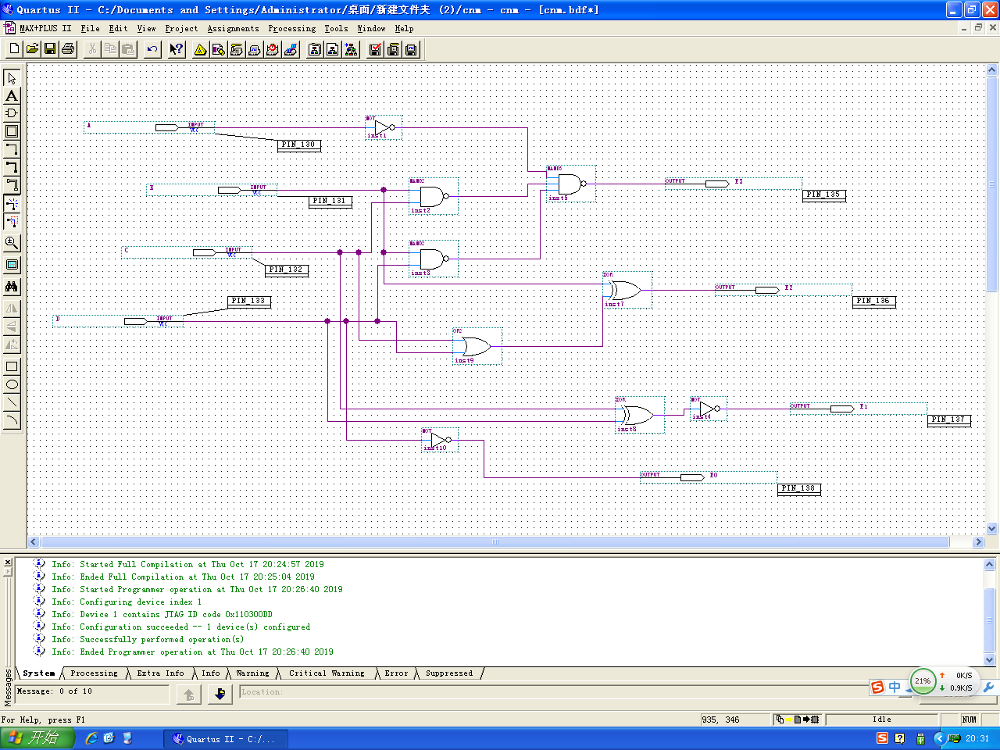 Quartus II - C:/Documents and Settings/Administrator/桌面/新建文件夹 (2)/cnm - cnm - [cnm.bdf*]
MAX+PLUS II File Edit View Project Assignments Processing Tools Window Help
A INPUT VCC
PIN_130
NOT
inst1
B INPUT VCC
PIN_131
NAND2
inst2
NAND3
inst5
OUTPUT X3
PIN_135
C INPUT VCC
PIN_132
NAND2
inst3
PIN_133
D INPUT VCC
XOR
inst7
OUTPUT X2
PIN_136
OR2
inst9
XOR
inst8
NOT
inst4
OUTPUT X1
PIN_137
NOT
inst10
OUTPUT X0
PIN_138
Info: Started Full Compilation at Thu Oct 17 20:24:57 2019
Info: Ended Full Compilation at Thu Oct 17 20:25:04 2019
Info: Started Programmer operation at Thu Oct 17 20:26:40 2019
Info: Configuring device index 1
Info: Device 1 contains JTAG ID code 0x110300DD
Info: Configuration succeeded -- 1 device(s) configured
Info: Successfully performed operation(s)
Info: Ended Programmer operation at Thu Oct 17 20:26:40 2019
Messages
System Processing Extra Info Info Warning Critical Warning Error Suppressed
Message: 0 of 10
Location:
中
21%
0K/S
0.9K/S
For Help, press F1
935, 346
Idle
NUM
开始
Quartus II - C:/...
20:31